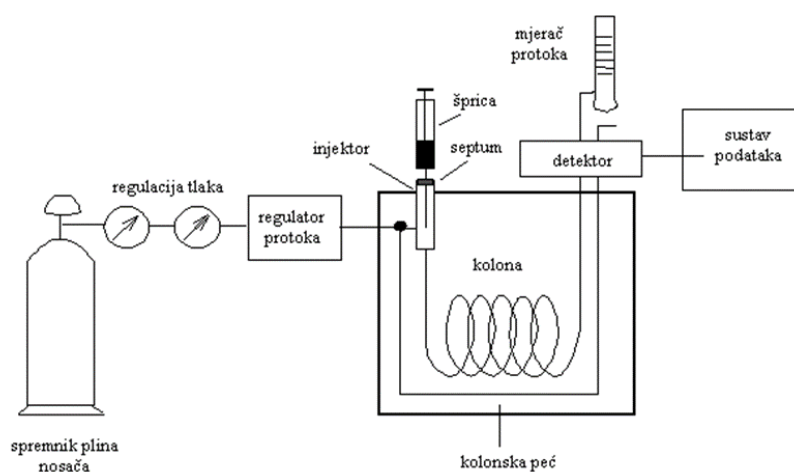 mjerač
protoka
šprica
injektor
septum
detektor
sustav
podataka
regulacija tlaka
regulator
protoka
kolona
spremnik plina
nosača
kolonska peć